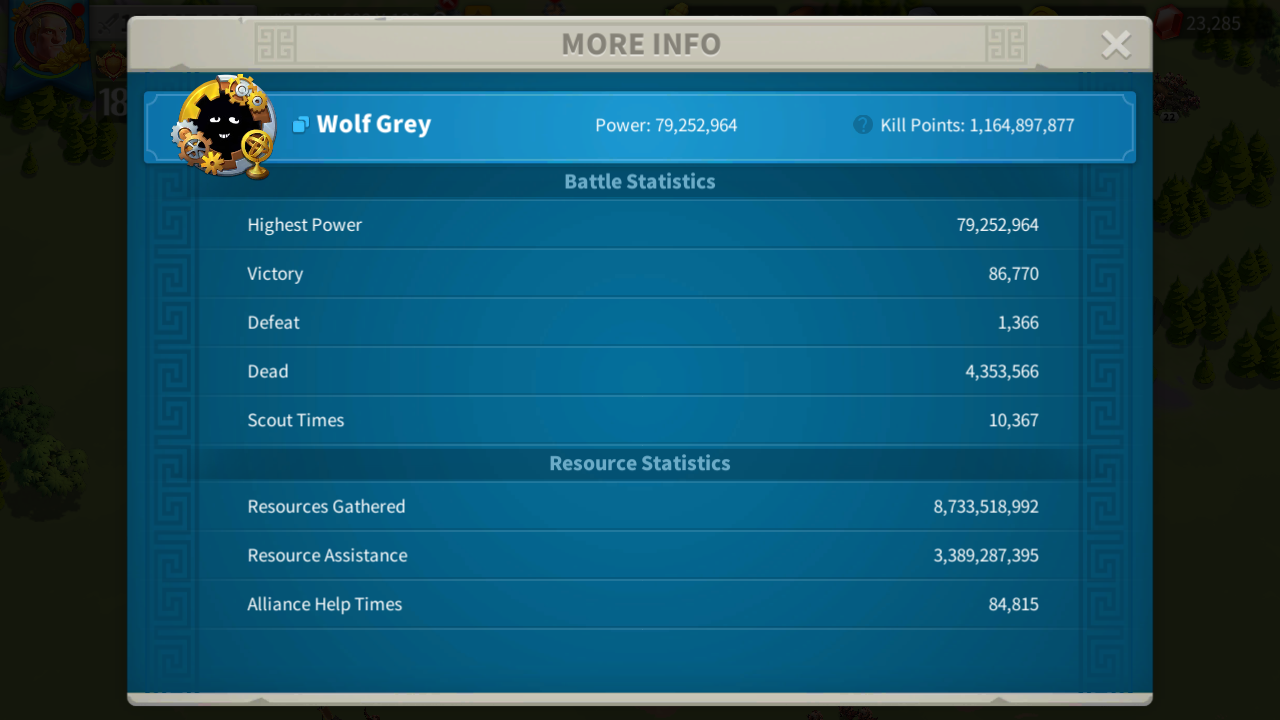 23,285
MORE INFO
18
Wolf Grey
Power: 79,252,964
? Kill Points: 1,164,897,877
Battle Statistics
Highest Power 79,252,964
Victory 86,770
Defeat 1,366
Dead 4,353,566
Scout Times 10,367
Resource Statistics
Resources Gathered 8,733,518,992
Resource Assistance 3,389,287,395
Alliance Help Times 84,815
22